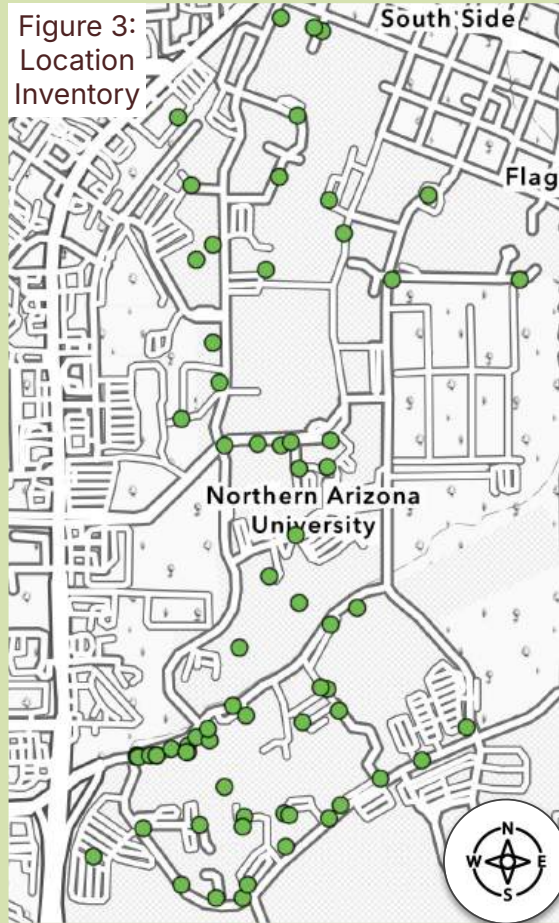 Figure 3:
Location
Inventory
South Side
Flag
Northern Arizona
University
N
W E
S